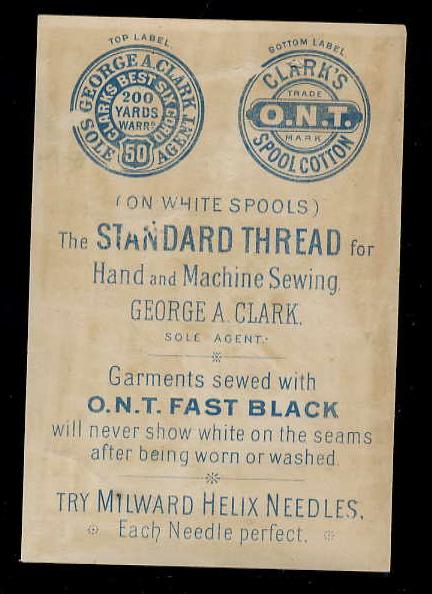 TOP LABEL.
GEORGE A. CLARK
SOLE AGENT
CLARK'S BEST SIX CORD
200
YARDS
WARRD
50
BOTTOM LABEL
CLARK'S
TRADE
O.N.T.
MARK
SPOOL COTTON
(ON WHITE SPOOLS)
The STANDARD THREAD for
Hand and Machine Sewing.
GEORGE A. CLARK.
SOLE AGENT.
Garments sewed with
O.N.T. FAST BLACK
will never show white on the seams
after being worn or washed.
TRY MILWARD HELIX NEEDLES.
Each Needle perfect.